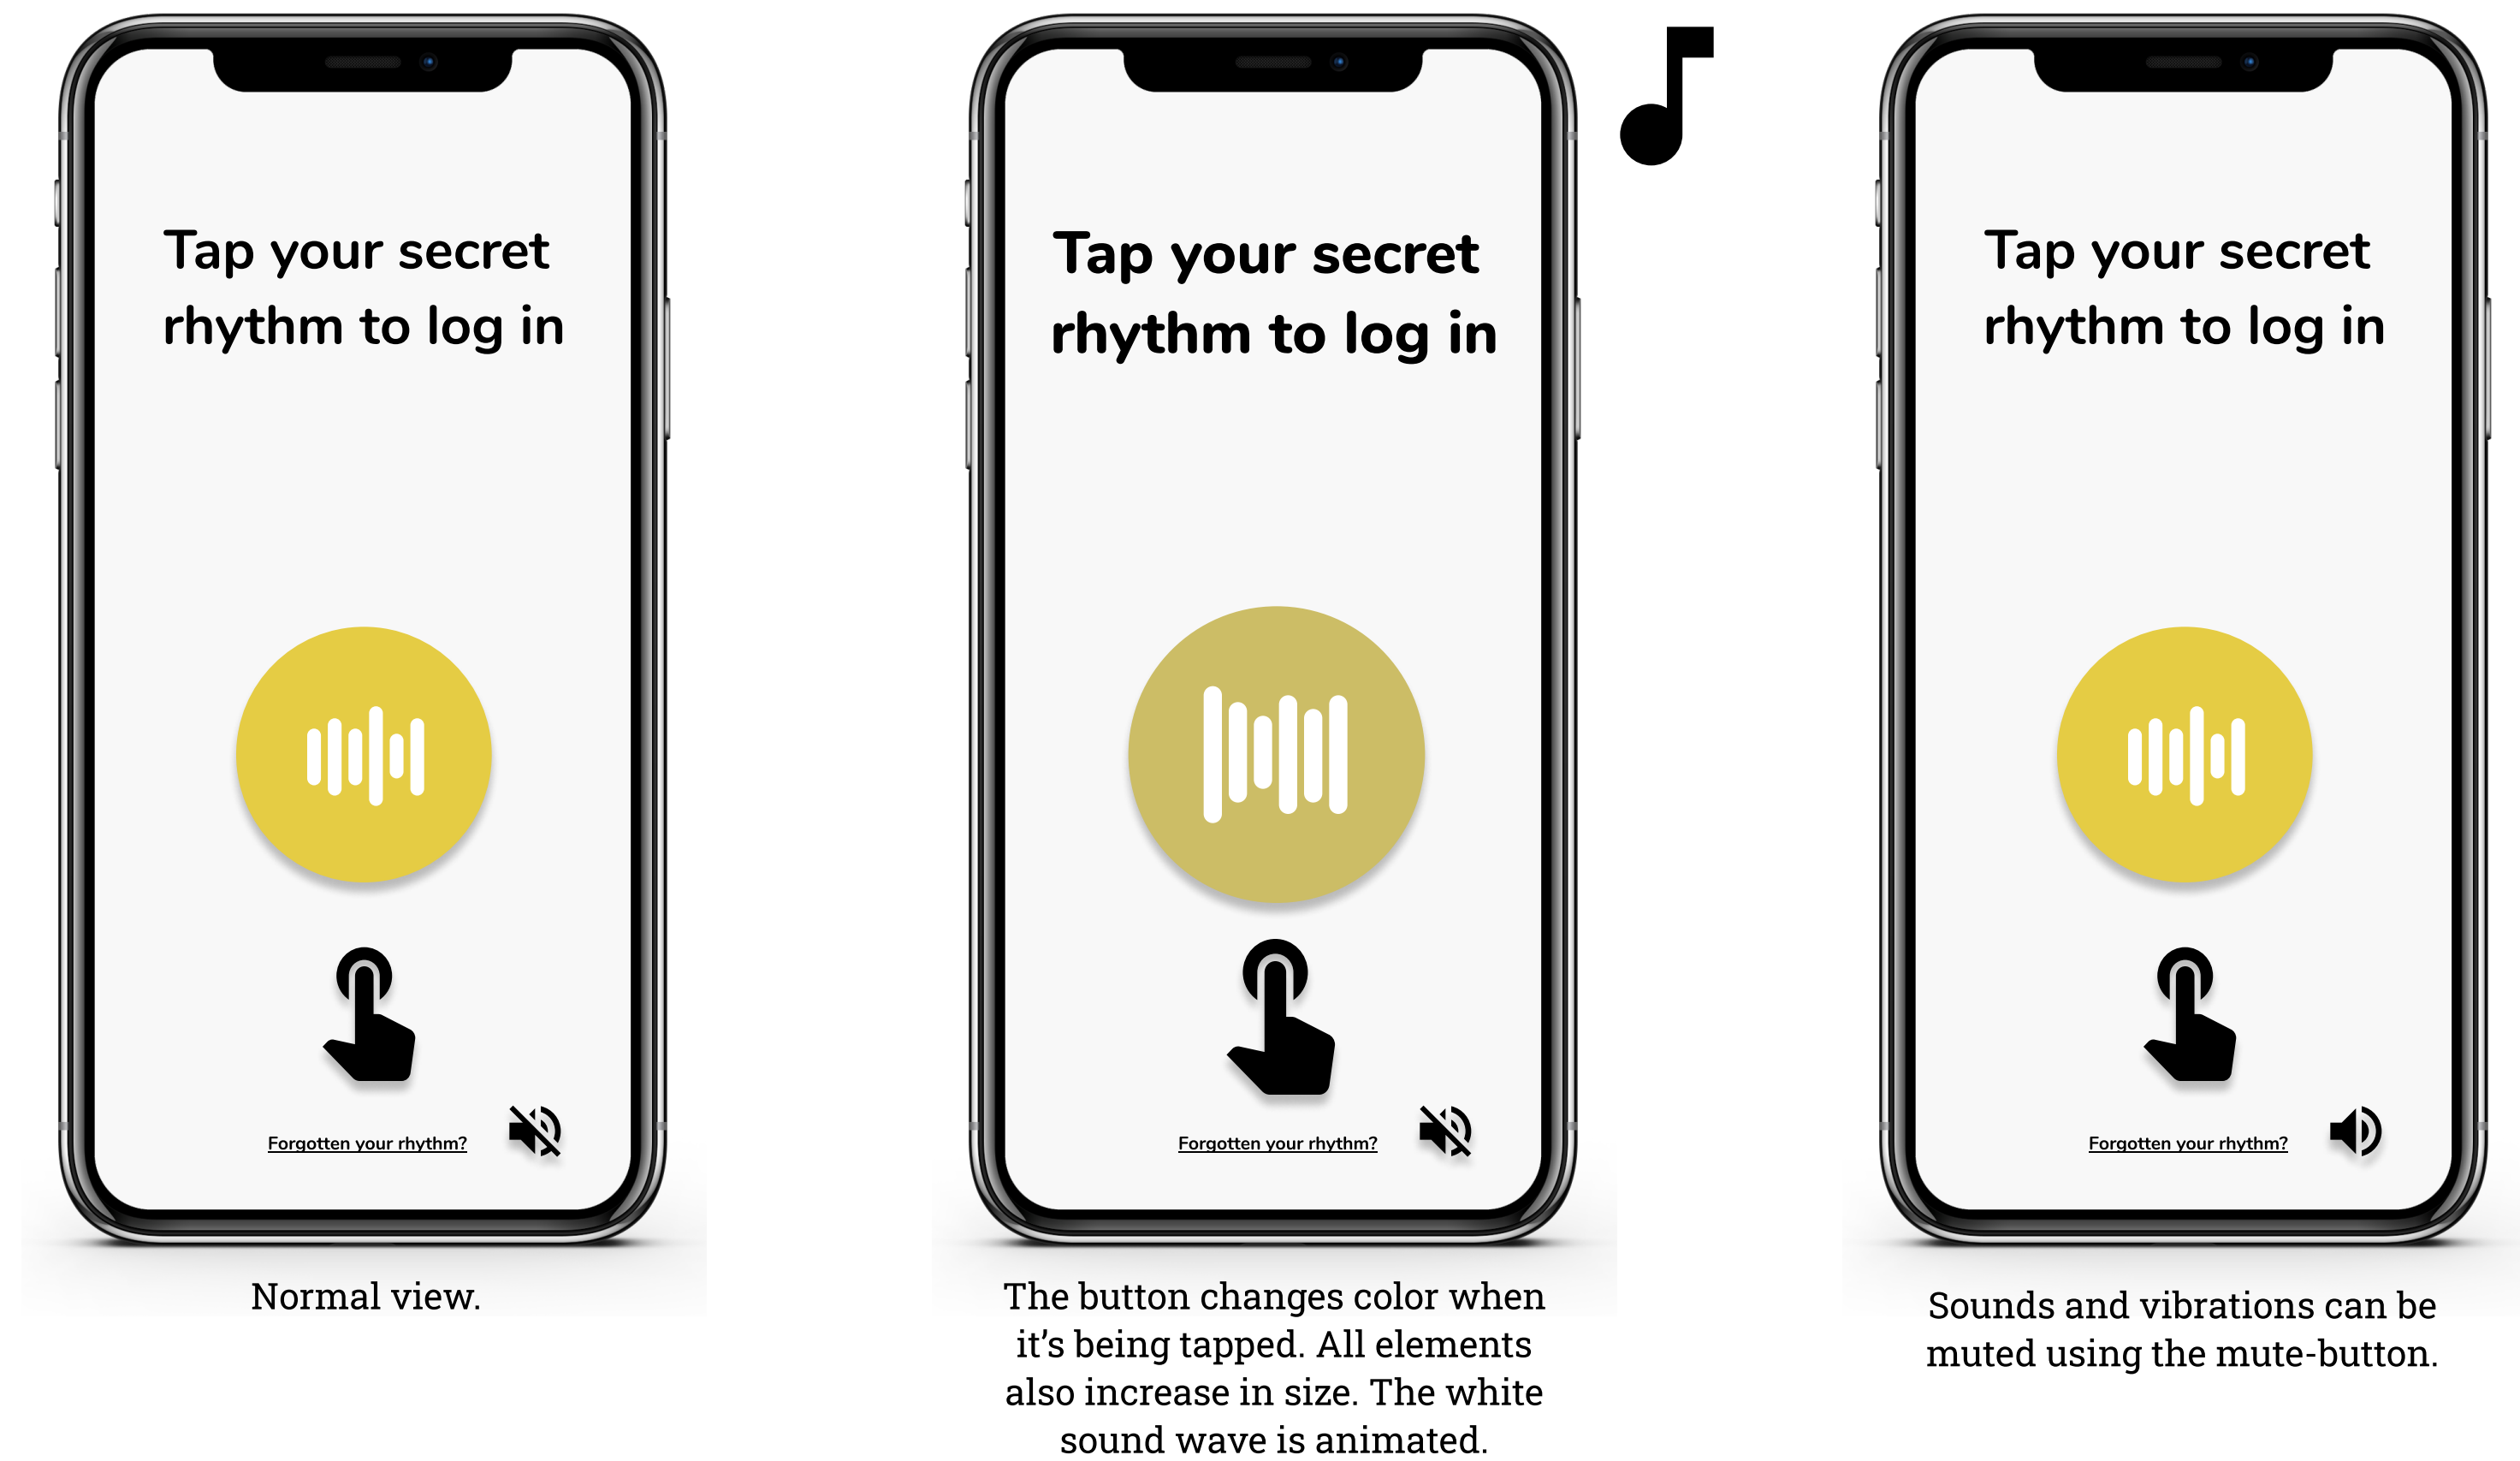 Tap your secret
rhythm to log in
Forgotten your rhythm?
Normal view.
Tap your secret
rhythm to log in
Forgotten your rhythm?
The button changes color when
it’s being tapped. All elements
also increase in size. The white
sound wave is animated.
Tap your secret
rhythm to log in
Forgotten your rhythm?
Sounds and vibrations can be
muted using the mute-button.